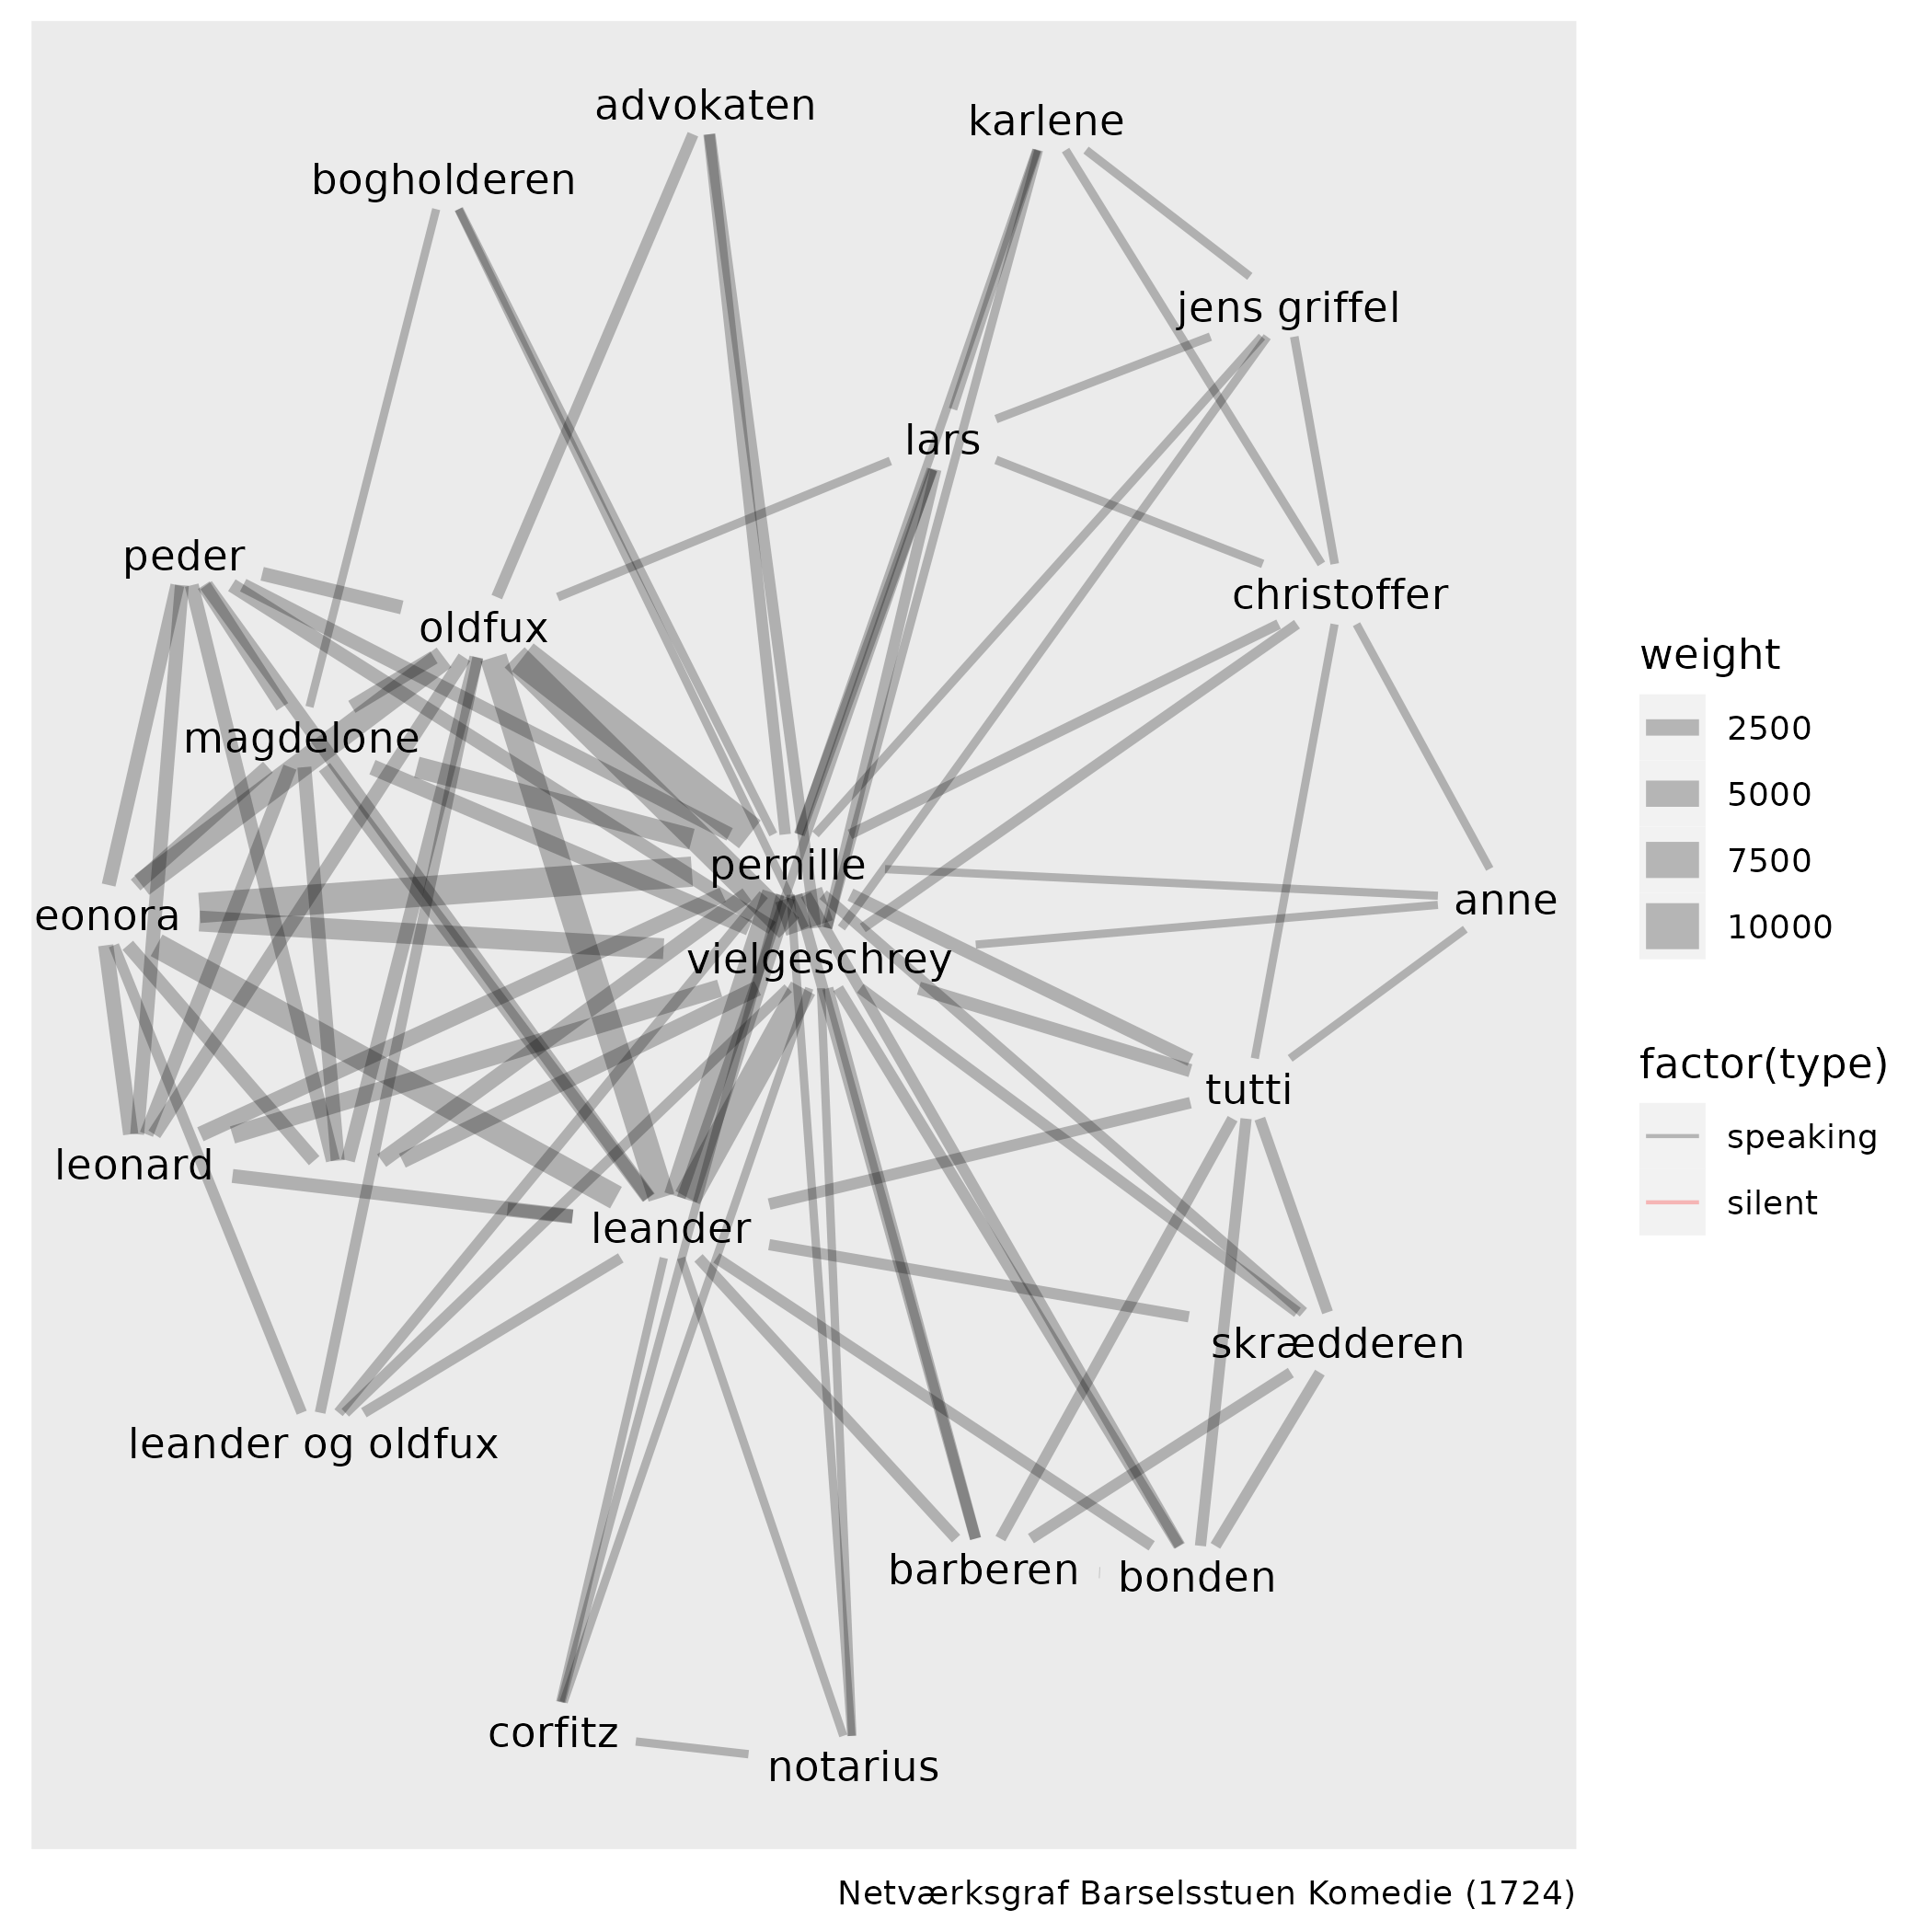 advokaten
karlene
bogholderen
jens griffel
lars
peder
christoffer
oldfux
magdelone
pernille
anne
eonora
vielgeschrey
tutti
leonard
leander
skrædderen
leander og oldfux
barberen
bonden
corfitz
notarius
weight
2500
5000
7500
10000
factor(type)
speaking
silent
Netværksgraf Barselsstuen Komedie (1724)